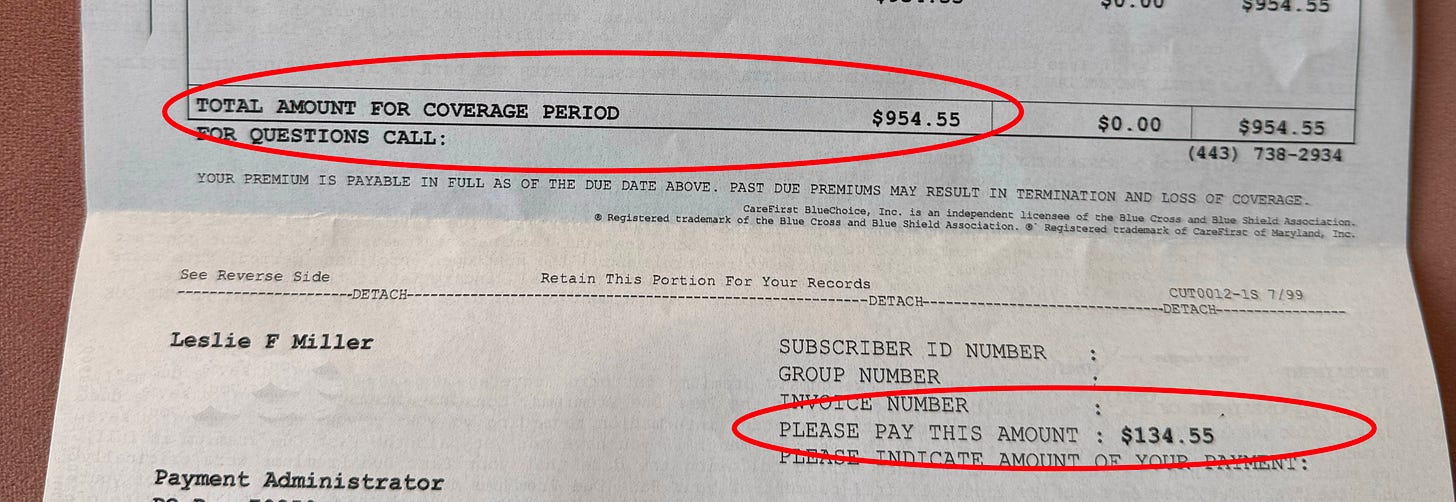 $0.00 $954.55
TOTAL AMOUNT FOR COVERAGE PERIOD $954.55 $0.00 $954.55
FOR QUESTIONS CALL:
(443) 738-2934
YOUR PREMIUM IS PAYABLE IN FULL AS OF THE DUE DATE ABOVE. PAST DUE PREMIUMS MAY RESULT IN TERMINATION AND LOSS OF COVERAGE.
CareFirst BlueChoice, Inc. is an independent licensee of the Blue Cross and Blue Shield Association.
® Registered trademark of the Blue Cross and Blue Shield Association. ®' Registered trademark of CareFirst of Maryland, Inc.
See Reverse Side Retain This Portion For Your Records
CUT0012-1S 7/99
--------------------DETACH--------------------DETACH--------------------DETACH---------------
Leslie F Miller
SUBSCRIBER ID NUMBER :
GROUP NUMBER :
INVOICE NUMBER :
PLEASE PAY THIS AMOUNT : $134.55
PLEASE INDICATE AMOUNT OF YOUR PAYMENT:
Payment Administrator